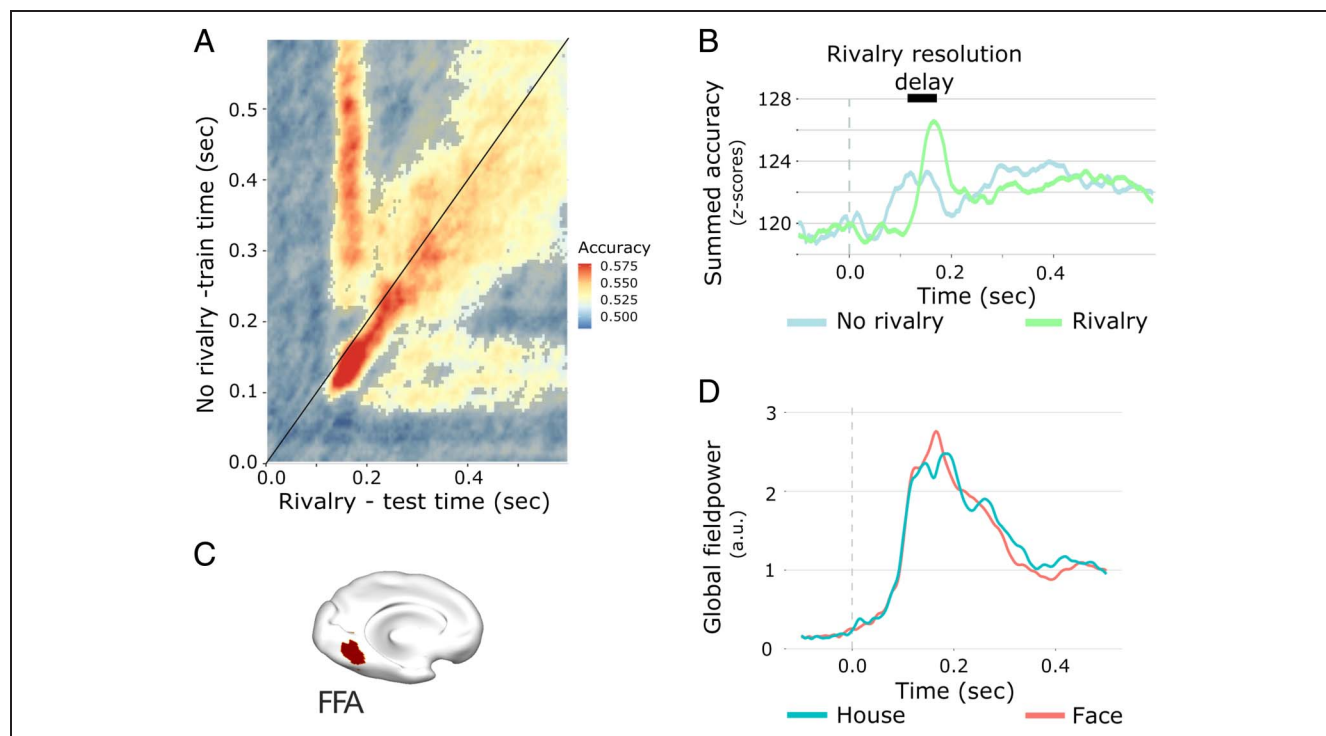 A
No rivalry -train time (sec)
0.5
0.4
0.3
0.2
0.1
0.0
0.0
0.2
0.4
Rivalry - test time (sec)
Accuracy
0.575
0.550
0.525
0.500
B
Rivalry resolution
delay
Summed accuracy
(z-scores)
128
124
120
0.0
0.2
0.4
Time (sec)
No rivalry
Rivalry
C
FFA
D
Global fieldpower
(a.u.)
3
2
1
0
0.0
0.2
0.4
Time (sec)
House
Face